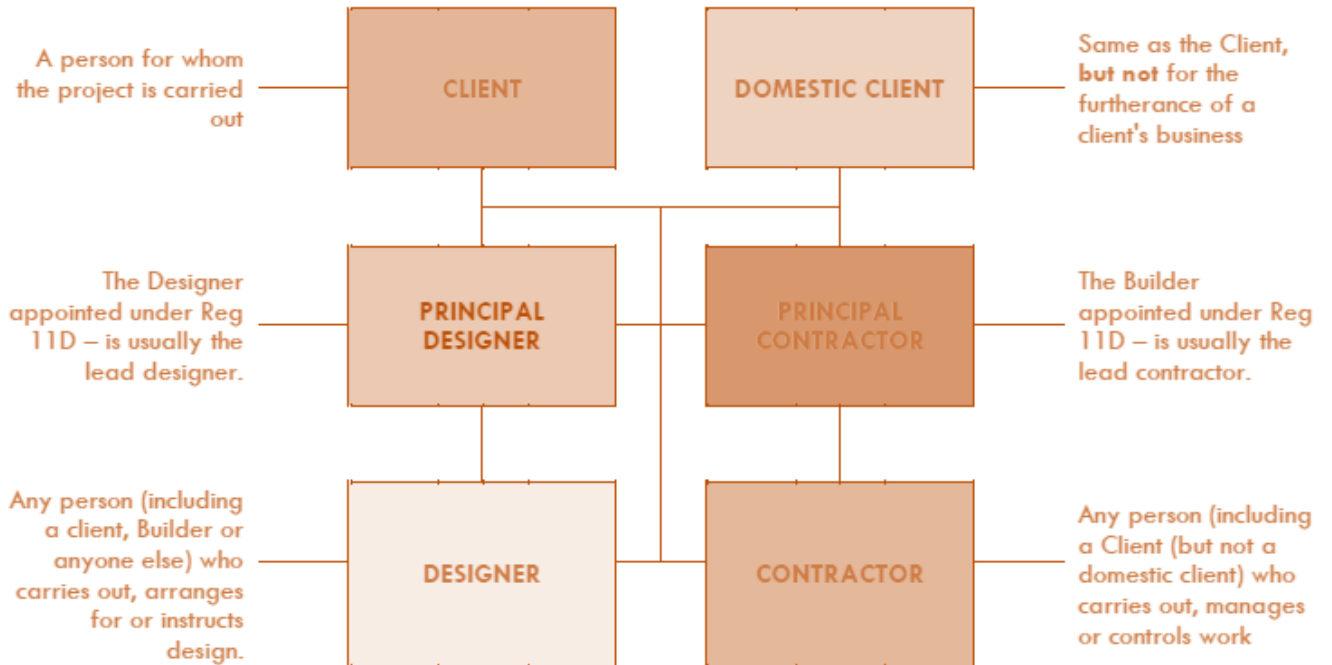 A person for whom
the project is carried
out
CLIENT
DOMESTIC CLIENT
Same as the Client,
but not for the
furtherance of a
client's business
The Designer
appointed under Reg
11D – is usually the
lead designer.
PRINCIPAL
DESIGNER
PRINCIPAL
CONTRACTOR
The Builder
appointed under Reg
11D – is usually the
lead contractor.
Any person (including
a client, Builder or
anyone else) who
carries out, arranges
for or instructs
design.
DESIGNER
CONTRACTOR
Any person (including
a Client (but not a
domestic client) who
carries out, manages
or controls work